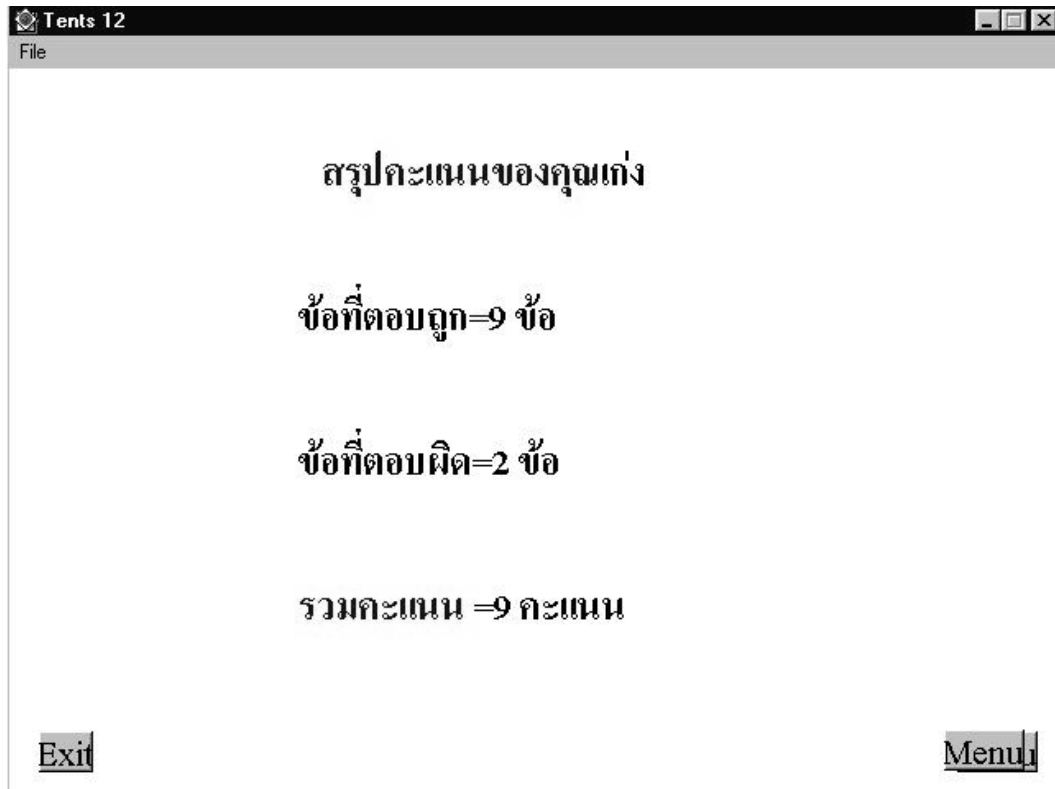 Tents 12
File
สรุปคะแนนของคุณเก่ง
ข้อที่ตอบถูก=9 ข้อ
ข้อที่ตอบผิด=2 ข้อ
รวมคะแนน =9 คะแนน
Exit
Menu